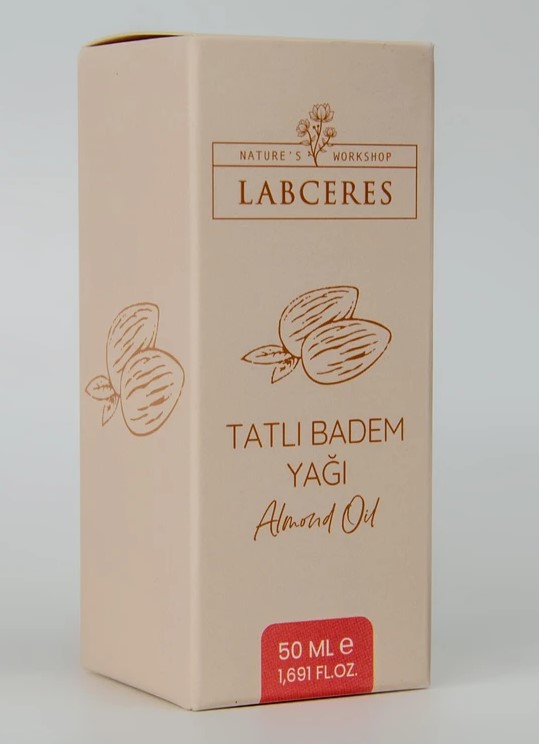 NATURE'S WORKSHOP
LABCERES
TATLI BADEM
YAĞI
Almond Oil
50 ML ℮
1,691 FL.OZ.